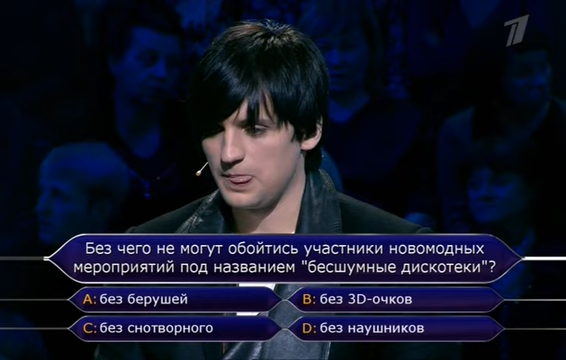 Без чего не могут обойтись участники новомодных
мероприятий под названием "бесшумные дискотеки"?
A: без берушей
B: без 3D-очков
C: без снотворного
D: без наушников